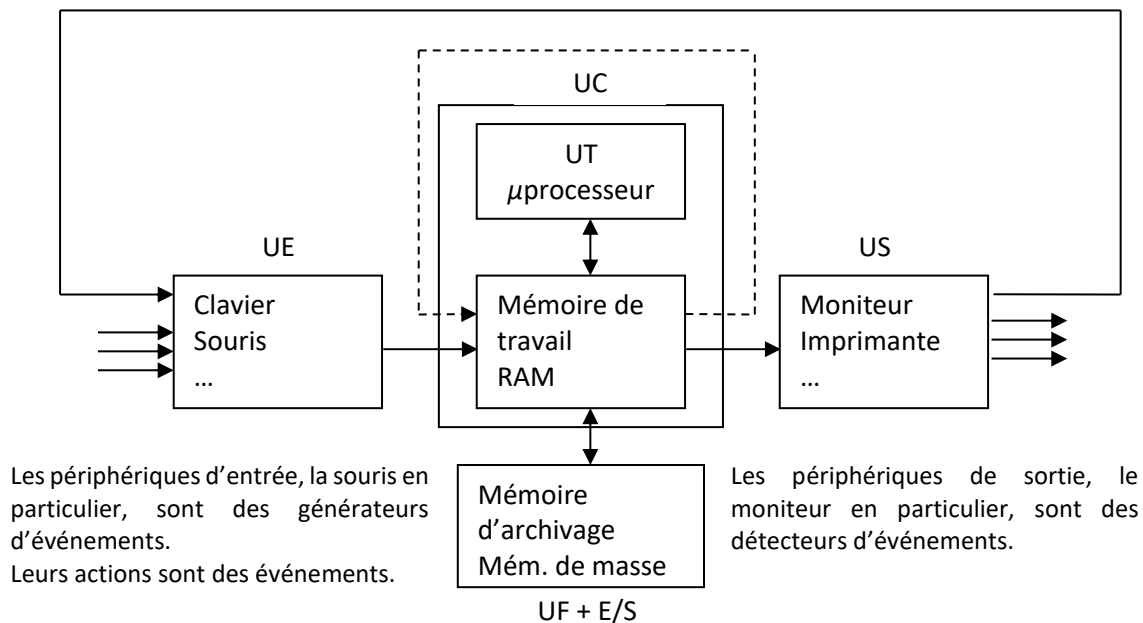 UC
UT
µprocesseur
UE
US
Clavier
Souris
…
Mémoire de
travail
RAM
Moniteur
Imprimante
…
Les périphériques d’entrée, la souris en
particulier, sont des générateurs
d’événements.
Leurs actions sont des événements.
Mémoire
d’archivage
Mém. de masse
UF + E/S
Les périphériques de sortie, le
moniteur en particulier, sont des
détecteurs d’événements.